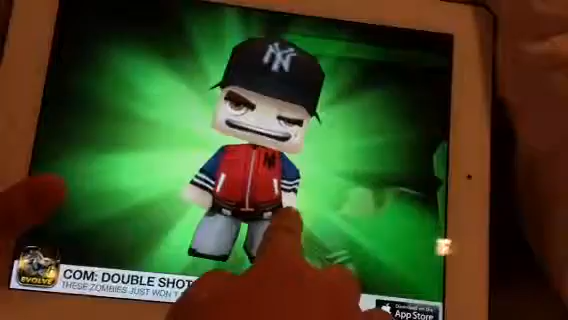 NY
N
EVOLVE
COM: DOUBLE SHOT
THESE ZOMBIES JUST WON'T
Download on the
App Store